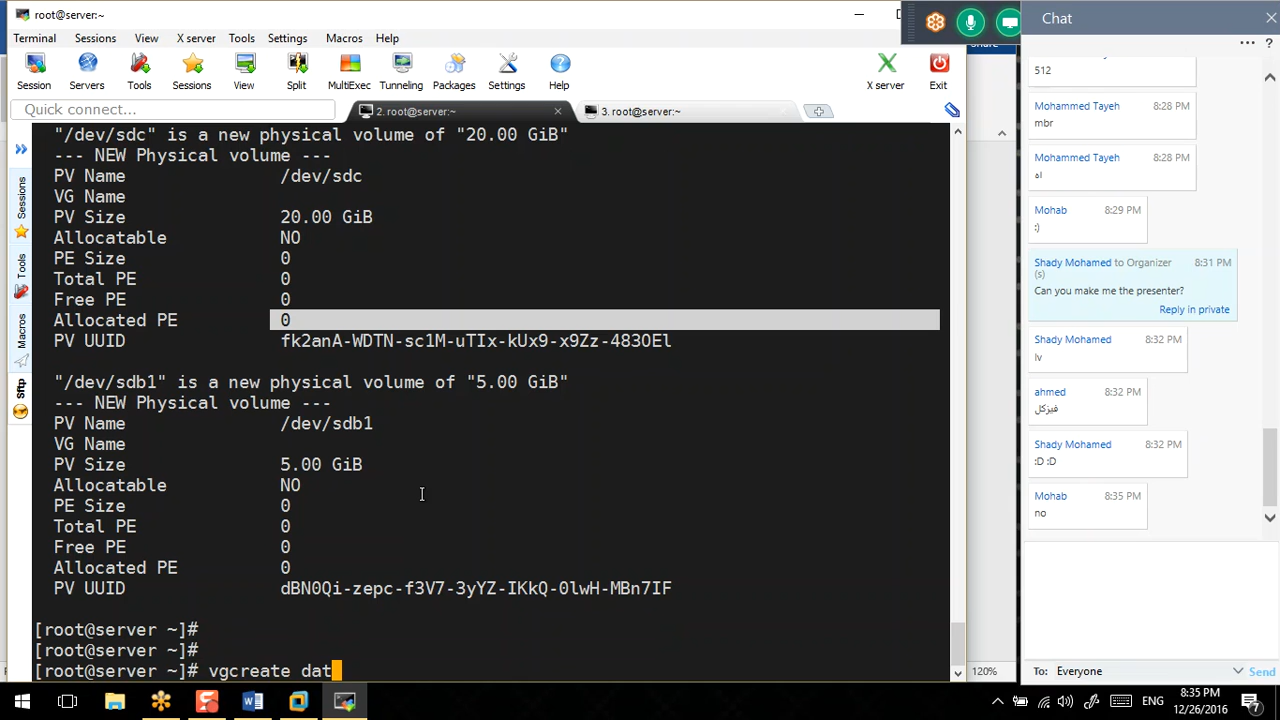 root@server:~
Terminal Sessions View X server Tools Settings Macros Help
Session Servers Tools Sessions View Split MultiExec Tunneling Packages Settings Help X server Exit
Quick connect...
2. root@server:~
3. root@server:~
Sessions
Tools
Macros
Sftp
"/dev/sdc" is a new physical volume of "20.00 GiB"
--- NEW Physical volume ---
PV Name /dev/sdc
VG Name
PV Size 20.00 GiB
Allocatable NO
PE Size 0
Total PE 0
Free PE 0
Allocated PE 0
PV UUID fk2anA-WDTN-sc1M-uTIx-kUx9-x9Zz-483OEl
"/dev/sdb1" is a new physical volume of "5.00 GiB"
--- NEW Physical volume ---
PV Name /dev/sdb1
VG Name
PV Size 5.00 GiB
Allocatable NO
PE Size 0
Total PE 0
Free PE 0
Allocated PE 0
PV UUID dBN0Qi-zepc-f3V7-3yYZ-IKkQ-0lwH-MBn7IF
[root@server ~]#
[root@server ~]#
[root@server ~]# vgcreate dat
120%
Chat
512
Mohammed Tayeh 8:28 PM
mbr
Mohammed Tayeh 8:28 PM
اه
Mohab 8:29 PM
:)
Shady Mohamed to Organizer (s) 8:31 PM
Can you make me the presenter?
Reply in private
Shady Mohamed 8:32 PM
lv
ahmed 8:32 PM
فيزكل
Shady Mohamed 8:32 PM
:D :D
Mohab 8:35 PM
no
To: Everyone Send
ENG
8:35 PM
12/26/2016
7